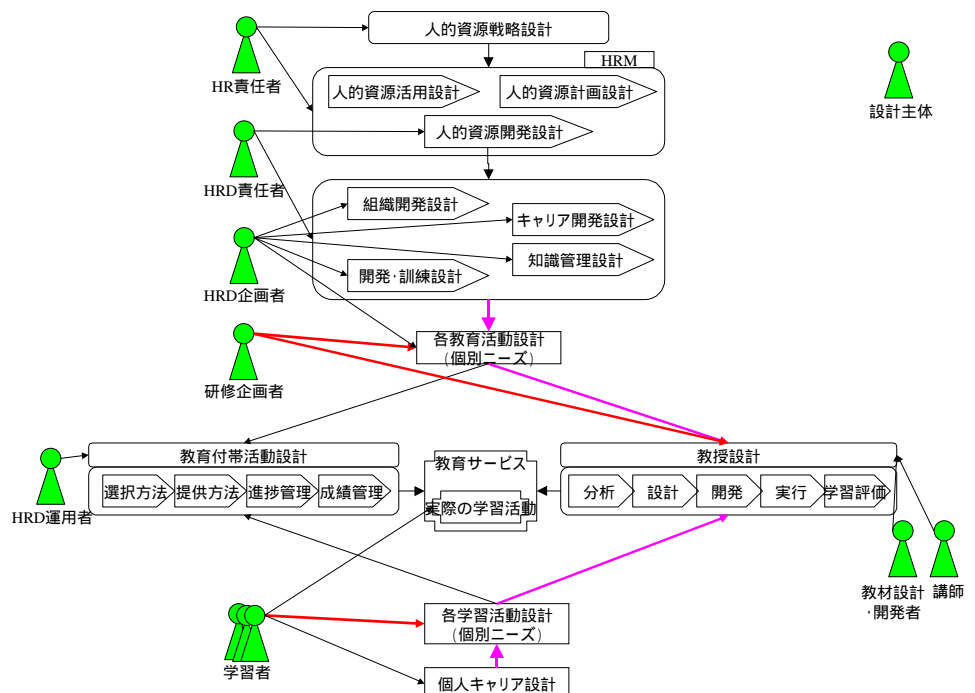 人的資源戦略設計
HRM
HR責任者
設計主体
人的資源活用設計
人的資源計画設計
人的資源開発設計
HRD責任者
組織開発設計
キャリア開発設計
知識管理設計
開発･訓練設計
HRD企画者
各教育活動設計
(個別ニーズ)
研修企画者
教育付帯活動設計
教育サービス
教授設計
選択方法
提供方法
進捗管理
成績管理
実際の学習活動
分析
設計
開発
実行
学習評価
HRD運用者
教材設計
･開発者
講師
各学習活動設計
(個別ニーズ)
学習者
個人キャリア設計